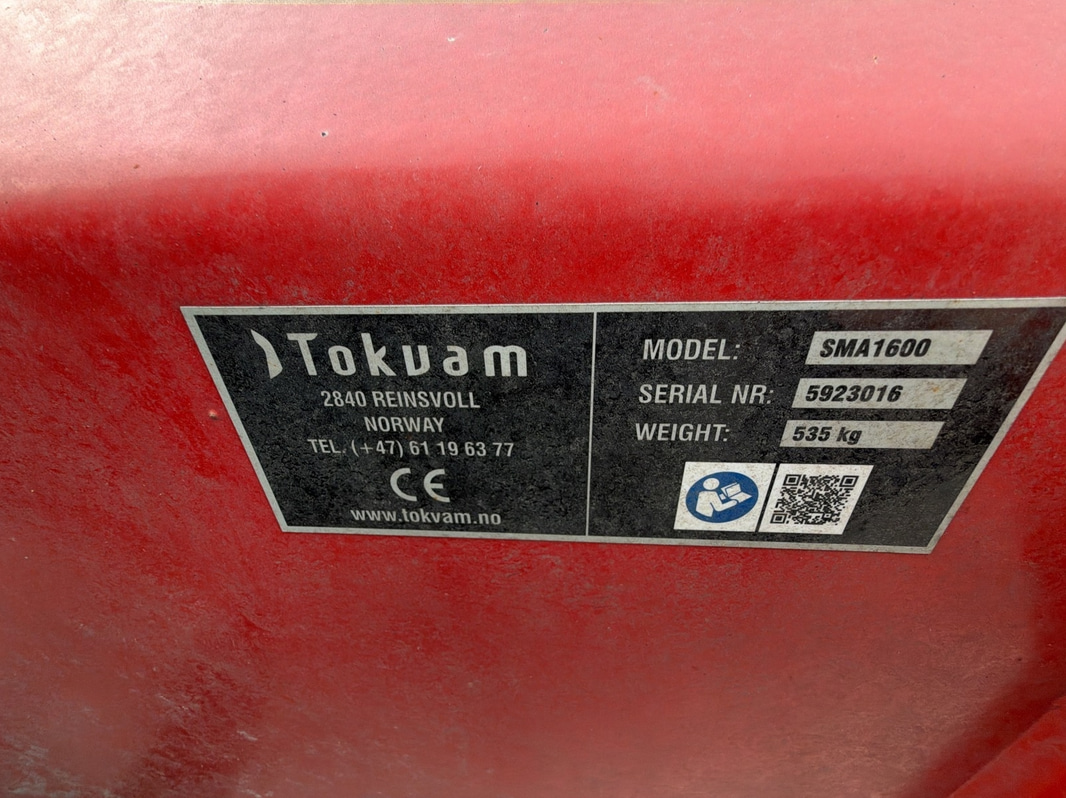 Tokvam
2840 REINSVOLL
NORWAY
TEL. (+47) 61 19 63 77
CE
www.tokvam.no
MODEL: SMA1600
SERIAL NR: 5923016
WEIGHT: 535 kg